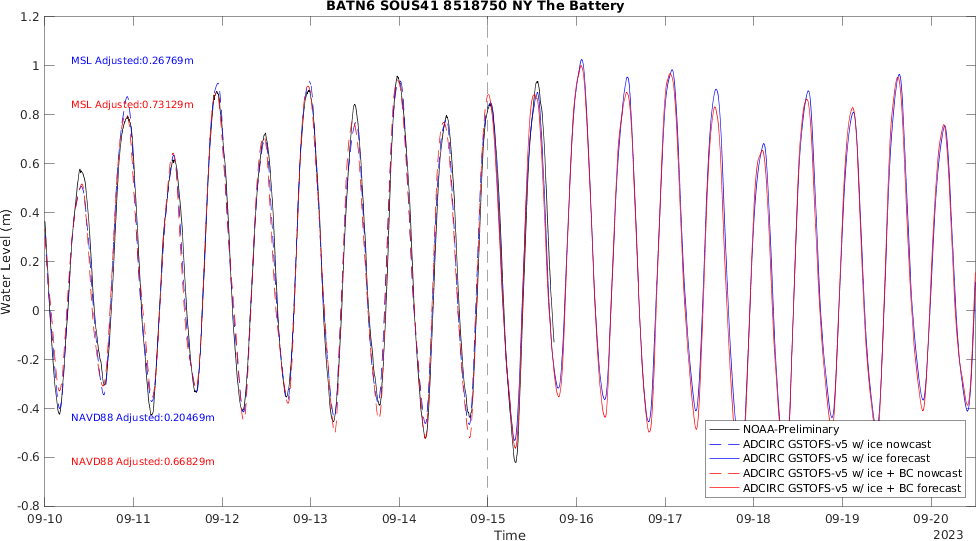 BATN6 SOUS41 8518750 NY The Battery
1.2
1
0.8
0.6
0.4
0.2
0
-0.2
-0.4
-0.6
-0.8
Water Level (m)
MSL Adjusted:0.26769m
MSL Adjusted:0.73129m
NAVD88 Adjusted:0.20469m
NAVD88 Adjusted:0.66829m
NOAA-Preliminary
ADCIRC GSTOFS-v5 w/ ice nowcast
ADCIRC GSTOFS-v5 w/ ice forecast
ADCIRC GSTOFS-v5 w/ ice + BC nowcast
ADCIRC GSTOFS-v5 w/ ice + BC forecast
09-10 09-11 09-12 09-13 09-14 09-15 09-16 09-17 09-18 09-19 09-20
Time
2023